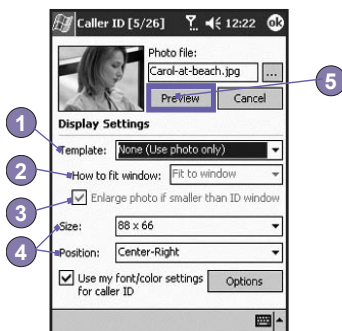 Caller ID [5/26] 12:22 ok
Photo file:
Carol-at-beach.jpg ...
Preview Cancel
Display Settings
Template: None (Use photo only)
How to fit window: Fit to window
Enlarge photo if smaller than ID window
Size: 88 x 66
Position: Center-Right
Use my font/color settings
for caller ID
Options
1
2
3
4
5